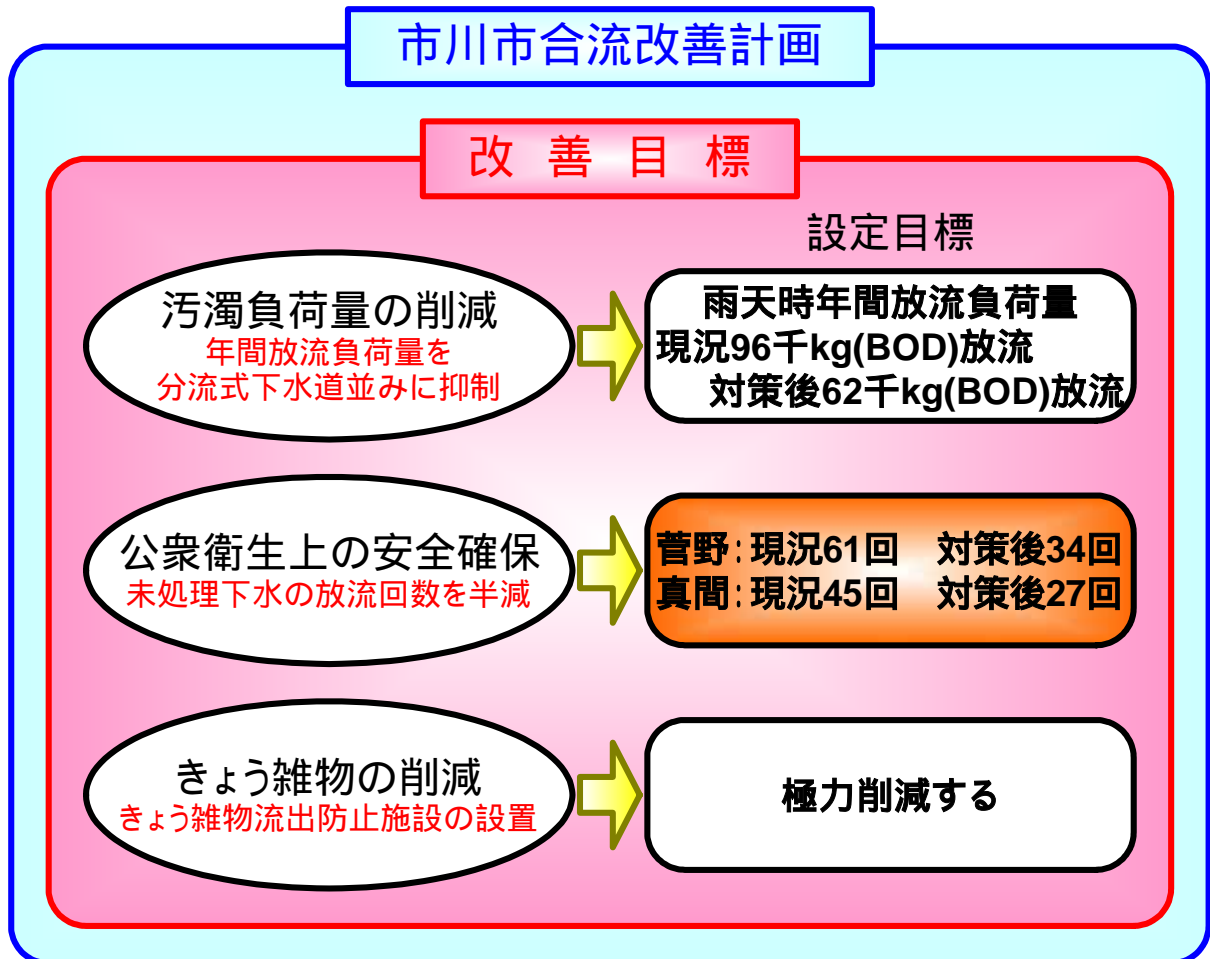 市川市合流改善計画
改善目標
設定目標
汚濁負荷量の削減
年間放流負荷量を
分流式下水道並みに抑制
雨天時年間放流負荷量
現況96千kg(BOD)放流
対策後62千kg(BOD)放流
公衆衛生上の安全確保
未処理下水の放流回数を半減
菅野：現況61回　対策後34回
真間：現況45回　対策後27回
きょう雑物の削減
きょう雑物流出防止施設の設置
極力削減する